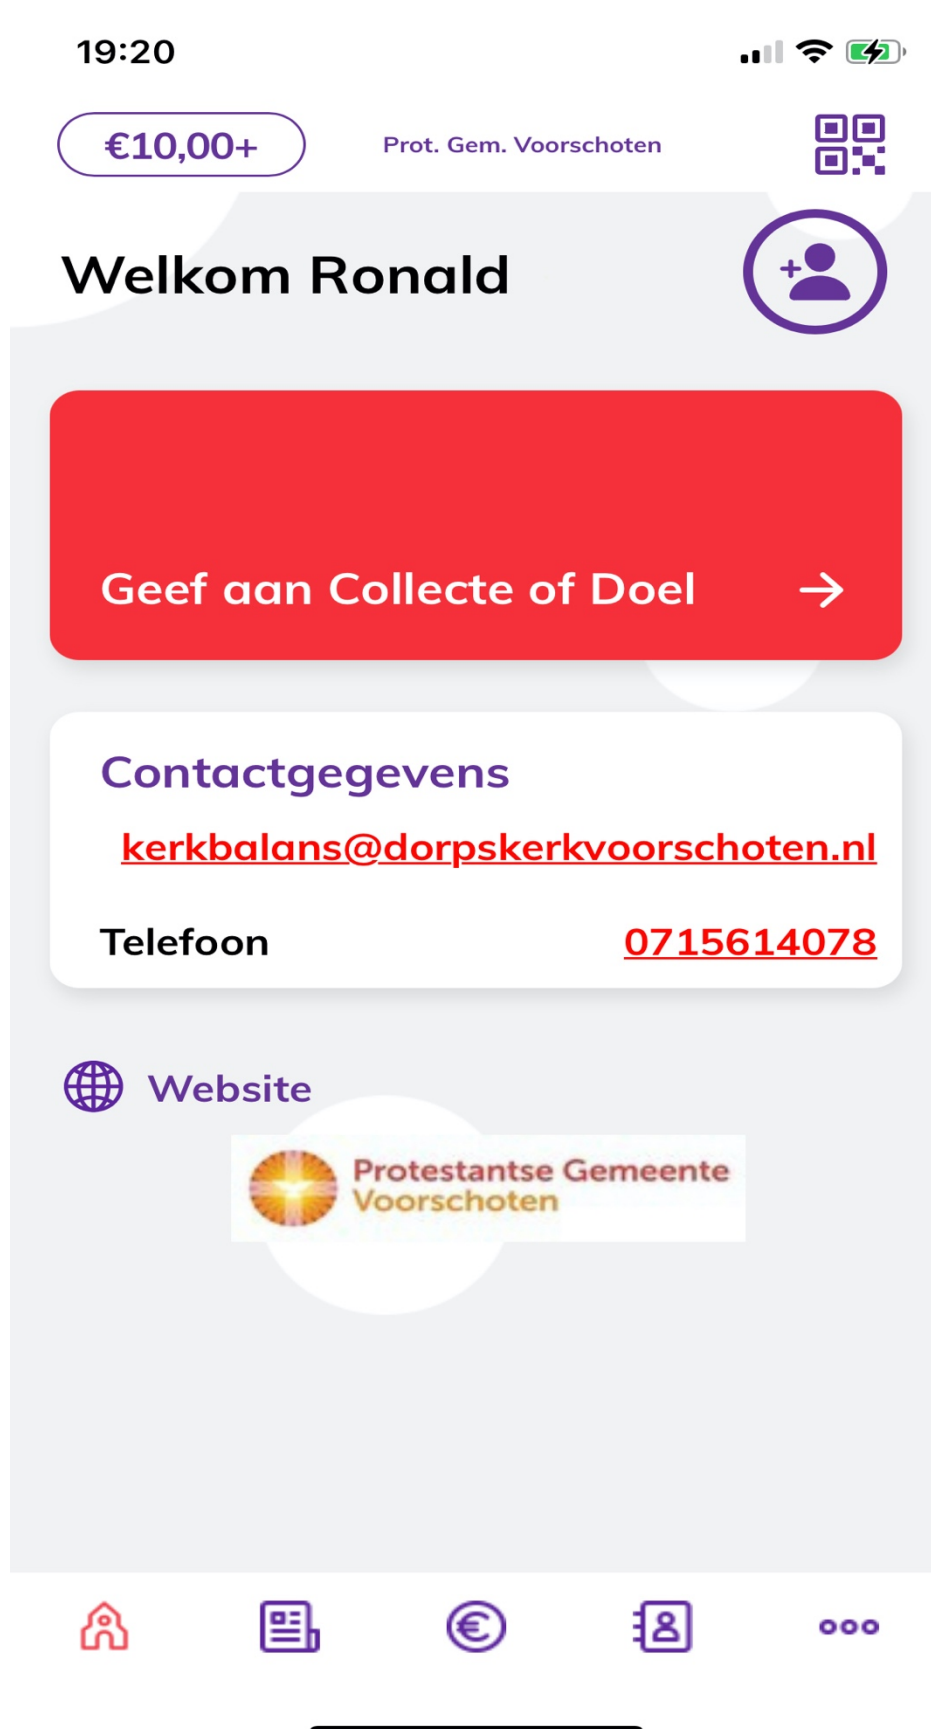 19:20
€10,00+
Prot. Gem. Voorschoten
Welkom Ronald
Geef aan Collecte of Doel
Contactgegevens
kerkbalans@dorpskerkvoorschoten.nl
Telefoon 0715614078
Website
Protestantse Gemeente
Voorschoten